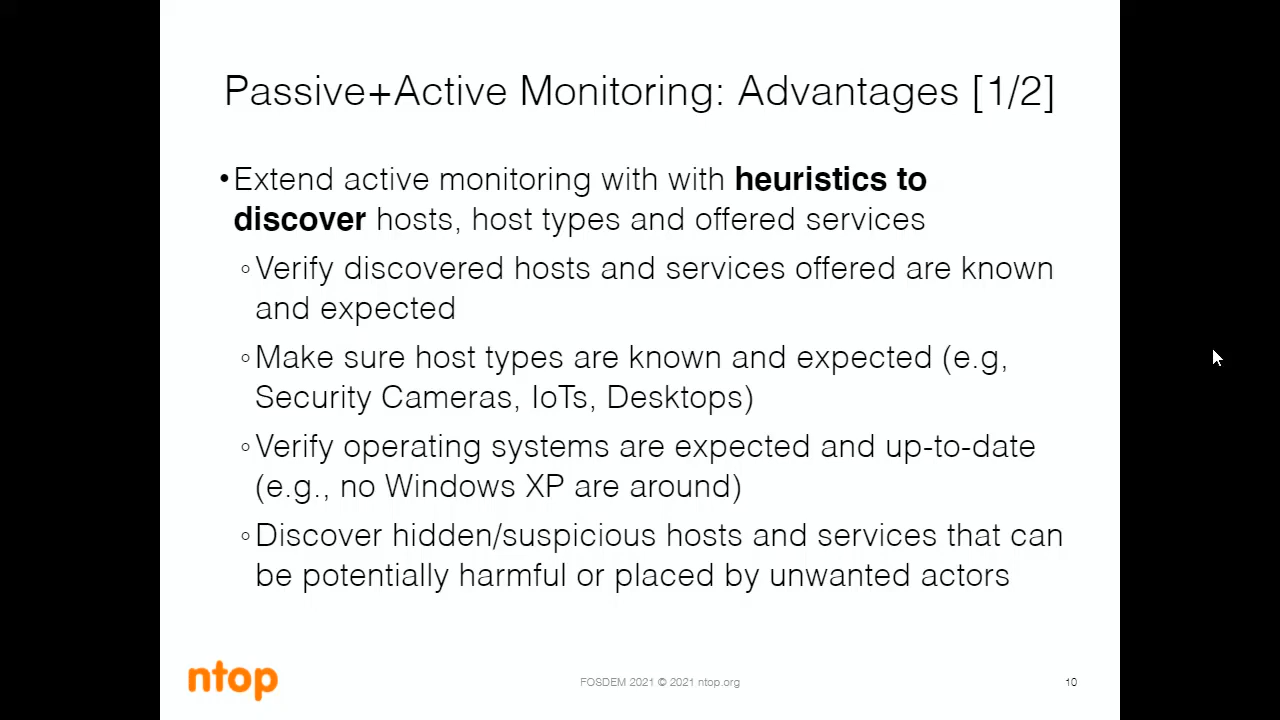 Passive+Active Monitoring: Advantages [1/2]
•Extend active monitoring with with heuristics to
discover hosts, host types and offered services
◦Verify discovered hosts and services offered are known
and expected
◦Make sure host types are known and expected (e.g,
Security Cameras, IoTs, Desktops)
◦Verify operating systems are expected and up-to-date
(e.g., no Windows XP are around)
◦Discover hidden/suspicious hosts and services that can
be potentially harmful or placed by unwanted actors
ntop
FOSDEM 2021 © 2021 ntop.org
10